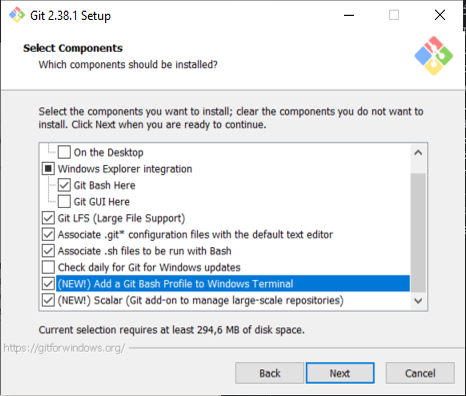 Git 2.38.1 Setup
Select Components
Which components should be installed?
Select the components you want to install; clear the components you do not want to
install. Click Next when you are ready to continue.
On the Desktop
Windows Explorer integration
Git Bash Here
Git GUI Here
Git LFS (Large File Support)
Associate .git* configuration files with the default text editor
Associate .sh files to be run with Bash
Check daily for Git for Windows updates
(NEW!) Add a Git Bash Profile to Windows Terminal
(NEW!) Scalar (Git add-on to manage large-scale repositories)
Current selection requires at least 294,6 MB of disk space.
https://gitforwindows.org/
Back Next Cancel